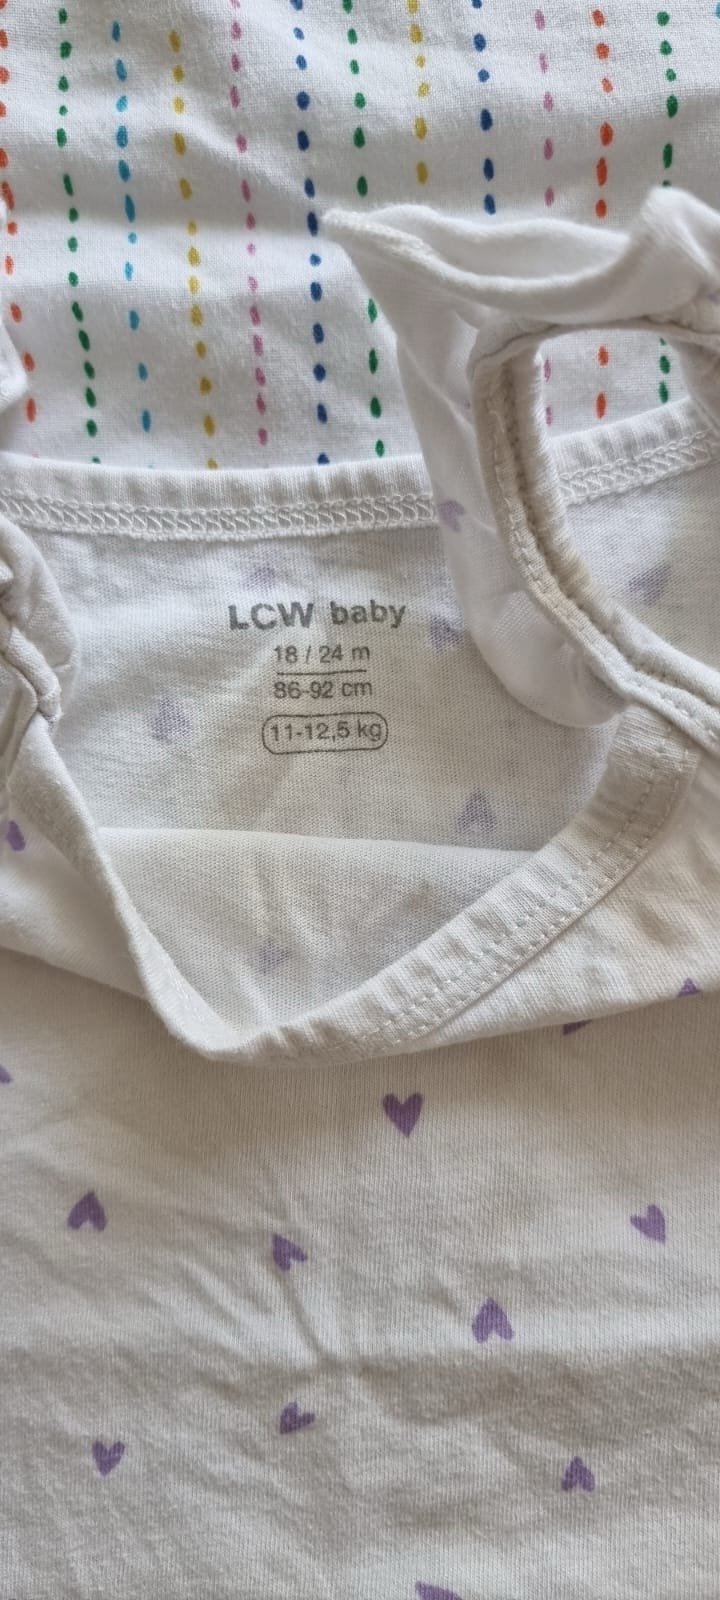 LCW baby
18 / 24 m
86-92 cm
11-12,5 kg